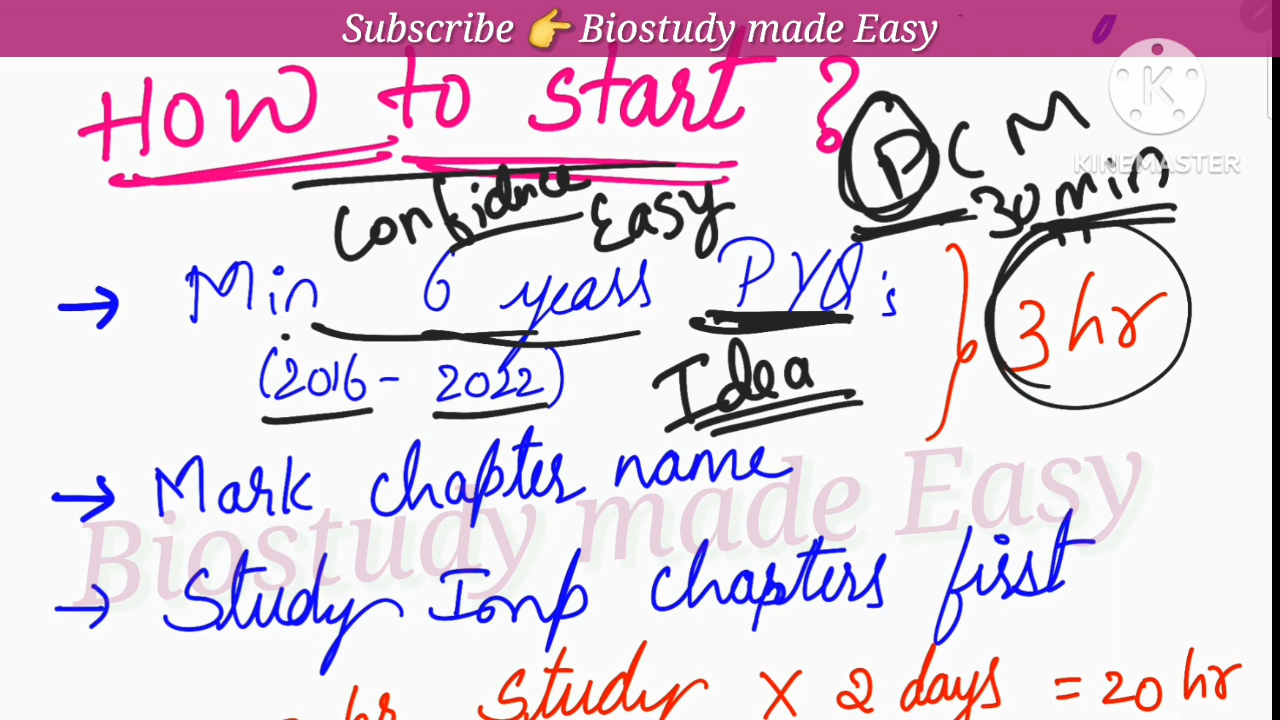 Subscribe 👉 Biostudy made Easy
How to start ?
P C M
K
KINEMASTER
30 min
Confidence Easy
→ Min 6 years PYQ's } 3 hr
(2016 - 2022) Idea
→ Mark chapter name
Biostudy made Easy
→ Study Imp chapters first
hr Study X 2 days = 20 hr